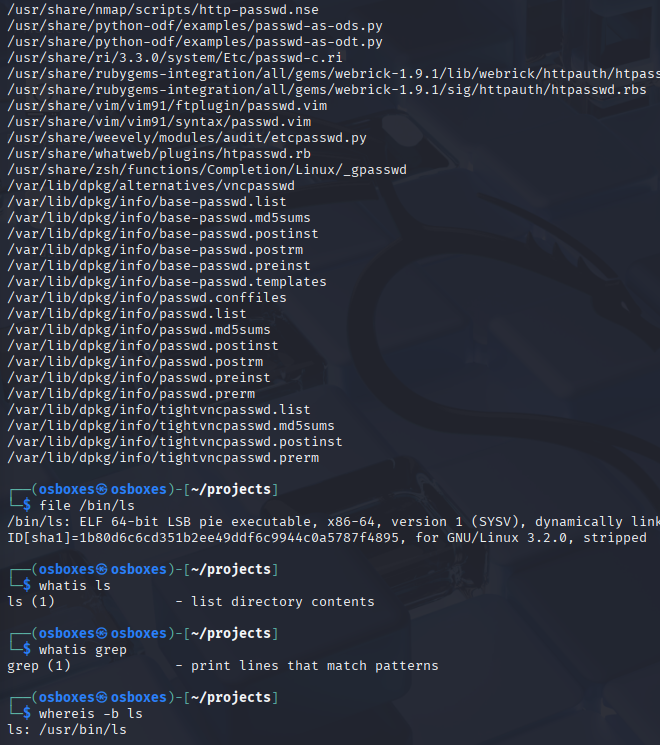 /usr/share/nmap/scripts/http-passwd.nse
/usr/share/python-odf/examples/passwd-as-ods.py
/usr/share/python-odf/examples/passwd-as-odt.py
/usr/share/ri/3.3.0/system/Etc/passwd-c.ri
/usr/share/rubygems-integration/all/gems/webrick-1.9.1/lib/webrick/httpauth/htpass
/usr/share/rubygems-integration/all/gems/webrick-1.9.1/sig/httpauth/htpasswd.rbs
/usr/share/vim/vim91/ftplugin/passwd.vim
/usr/share/vim/vim91/syntax/passwd.vim
/usr/share/weevely/modules/audit/etcpasswd.py
/usr/share/whatweb/plugins/htpasswd.rb
/usr/share/zsh/functions/Completion/Linux/_gpasswd
/var/lib/dpkg/alternatives/vncpasswd
/var/lib/dpkg/info/base-passwd.list
/var/lib/dpkg/info/base-passwd.md5sums
/var/lib/dpkg/info/base-passwd.postinst
/var/lib/dpkg/info/base-passwd.postrm
/var/lib/dpkg/info/base-passwd.preinst
/var/lib/dpkg/info/base-passwd.templates
/var/lib/dpkg/info/passwd.conffiles
/var/lib/dpkg/info/passwd.list
/var/lib/dpkg/info/passwd.md5sums
/var/lib/dpkg/info/passwd.postinst
/var/lib/dpkg/info/passwd.postrm
/var/lib/dpkg/info/passwd.preinst
/var/lib/dpkg/info/passwd.prerm
/var/lib/dpkg/info/tightvncpasswd.list
/var/lib/dpkg/info/tightvncpasswd.md5sums
/var/lib/dpkg/info/tightvncpasswd.postinst
/var/lib/dpkg/info/tightvncpasswd.prerm
┌──(osboxes㉿osboxes)-[~/projects]
└─$ file /bin/ls
/bin/ls: ELF 64-bit LSB pie executable, x86-64, version 1 (SYSV), dynamically link
ID[sha1]=1b80d6c6cd351b2ee49ddf6c9944c0a5787f4895, for GNU/Linux 3.2.0, stripped
┌──(osboxes㉿osboxes)-[~/projects]
└─$ whatis ls
ls (1)               - list directory contents
┌──(osboxes㉿osboxes)-[~/projects]
└─$ whatis grep
grep (1)             - print lines that match patterns
┌──(osboxes㉿osboxes)-[~/projects]
└─$ whereis -b ls
ls: /usr/bin/ls